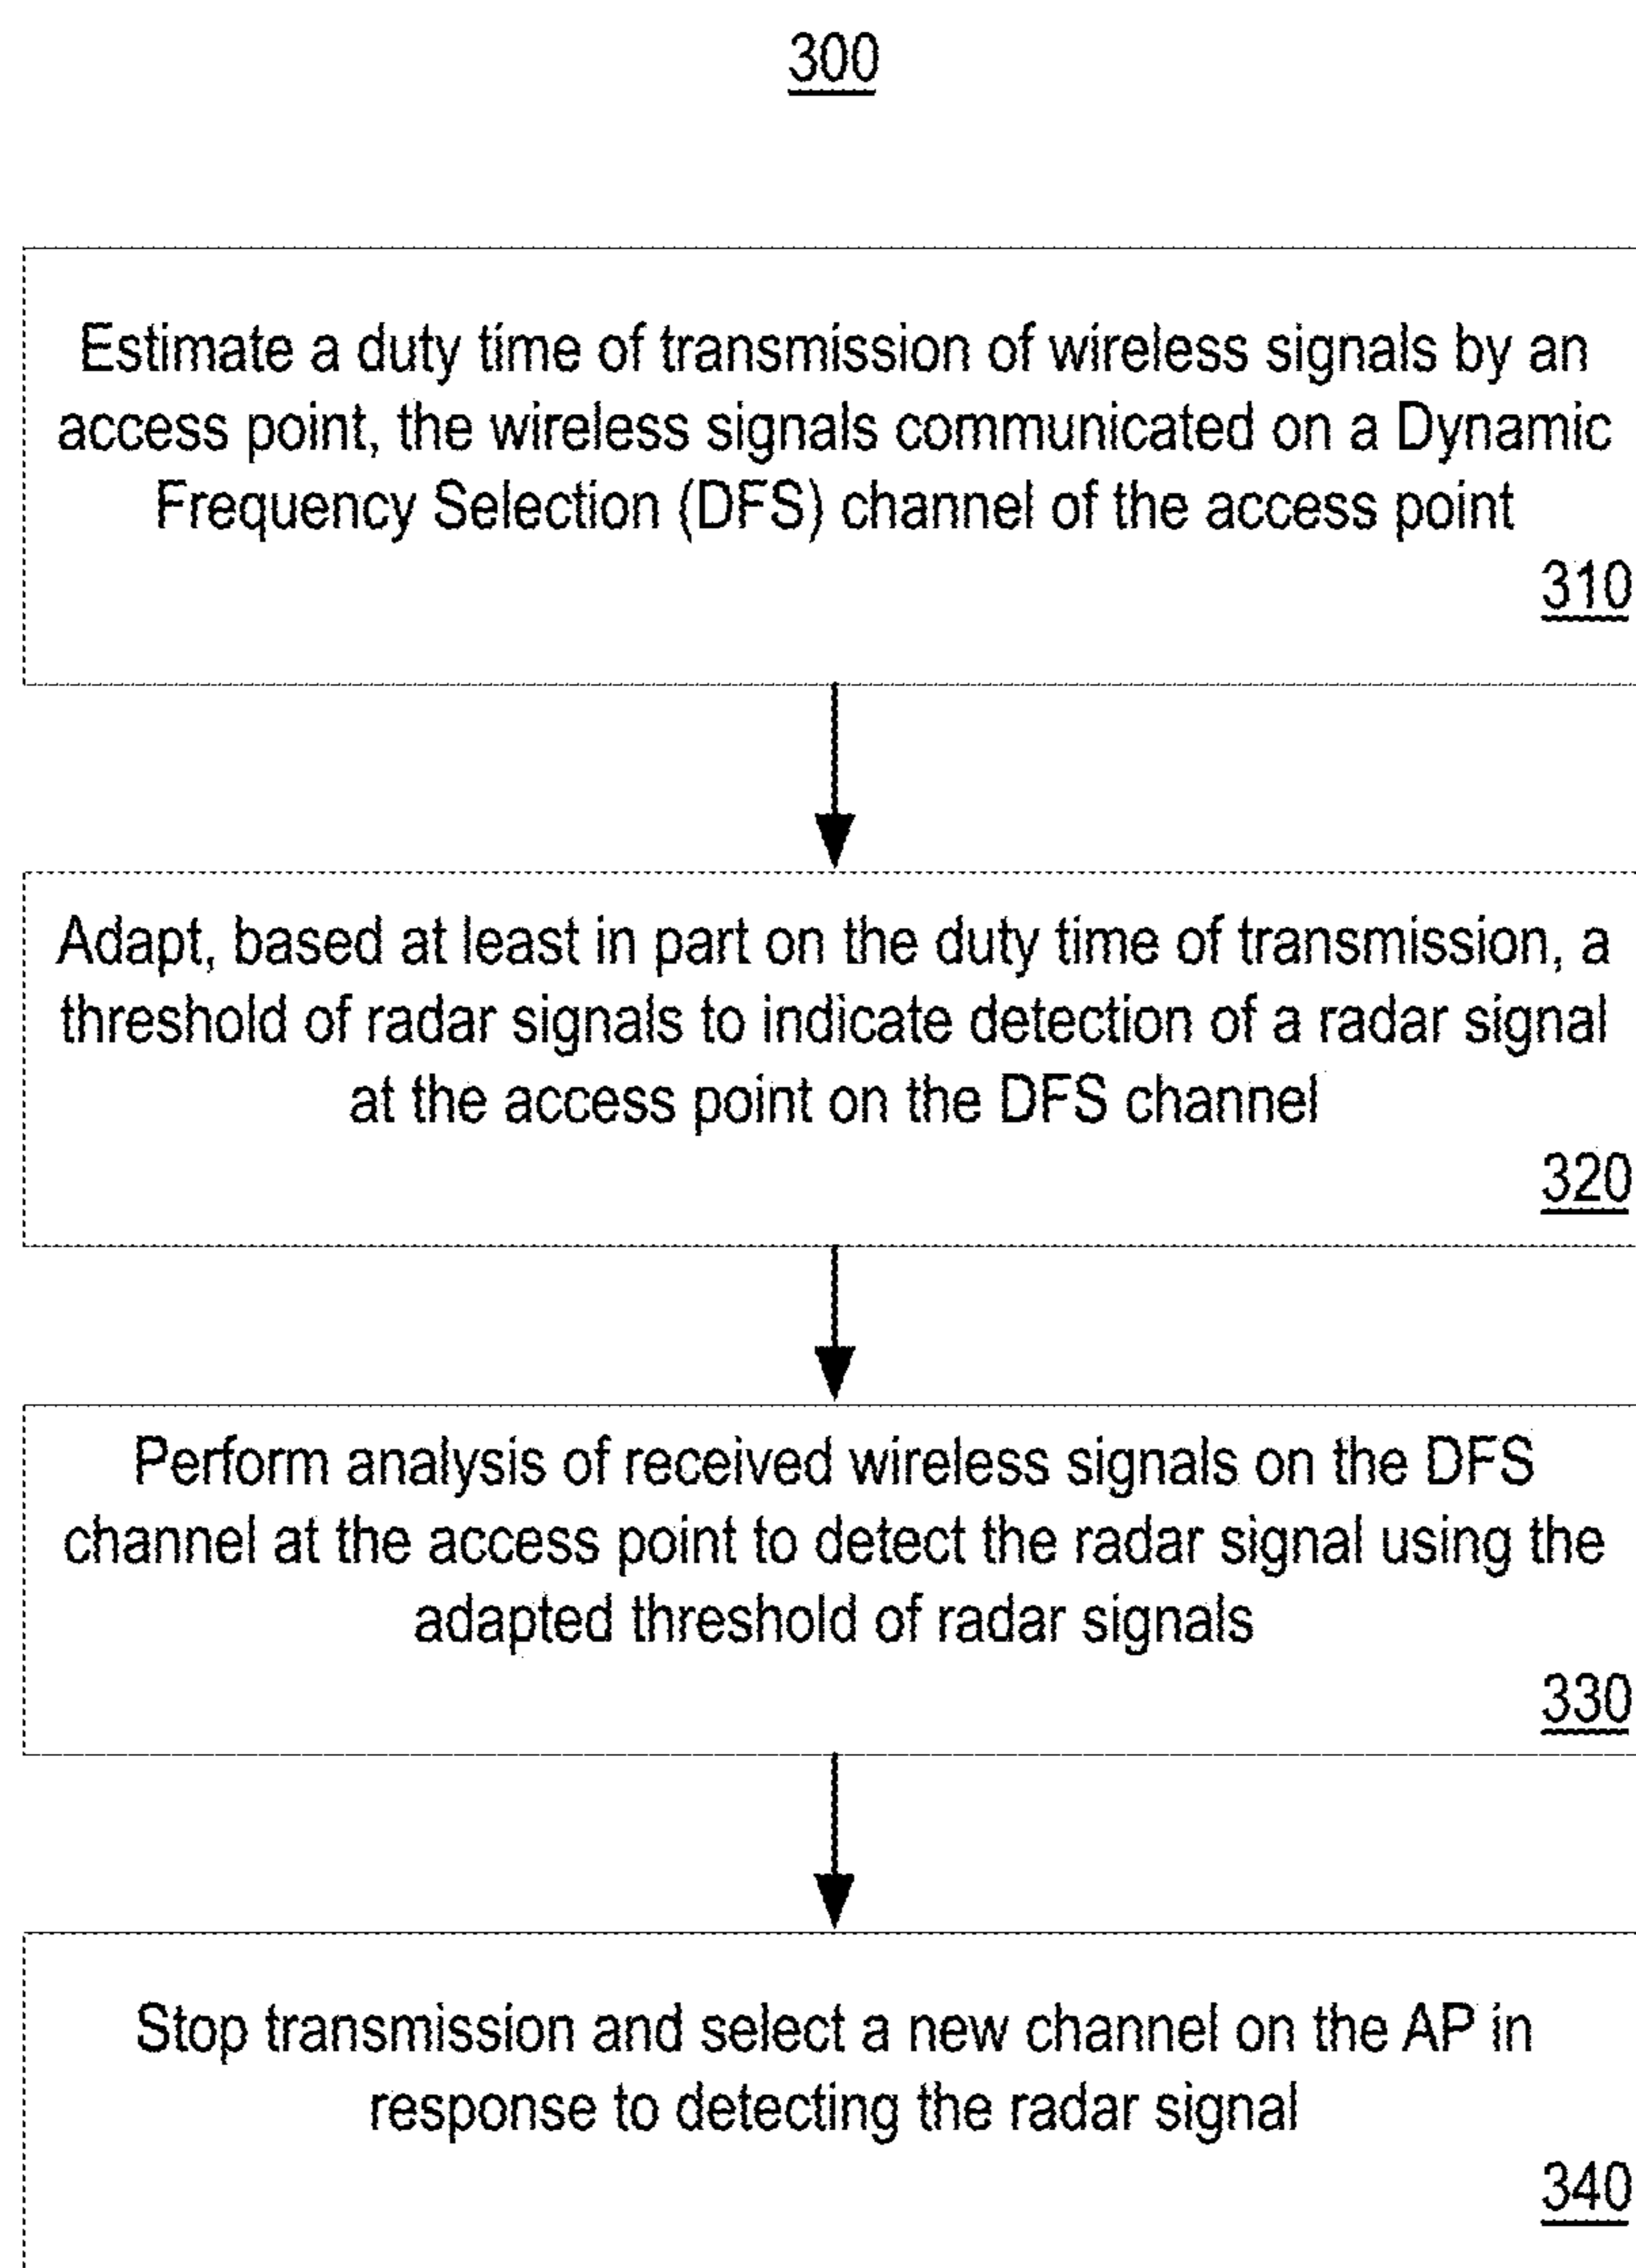 300
Estimate a duty time of transmission of wireless signals by an
access point, the wireless signals communicated on a Dynamic
Frequency Selection (DFS) channel of the access point
310
Adapt, based at least in part on the duty time of transmission, a
threshold of radar signals to indicate detection of a radar signal
at the access point on the DFS channel
320
Perform analysis of received wireless signals on the DFS
channel at the access point to detect the radar signal using the
adapted threshold of radar signals
330
Stop transmission and select a new channel on the AP in
response to detecting the radar signal
340